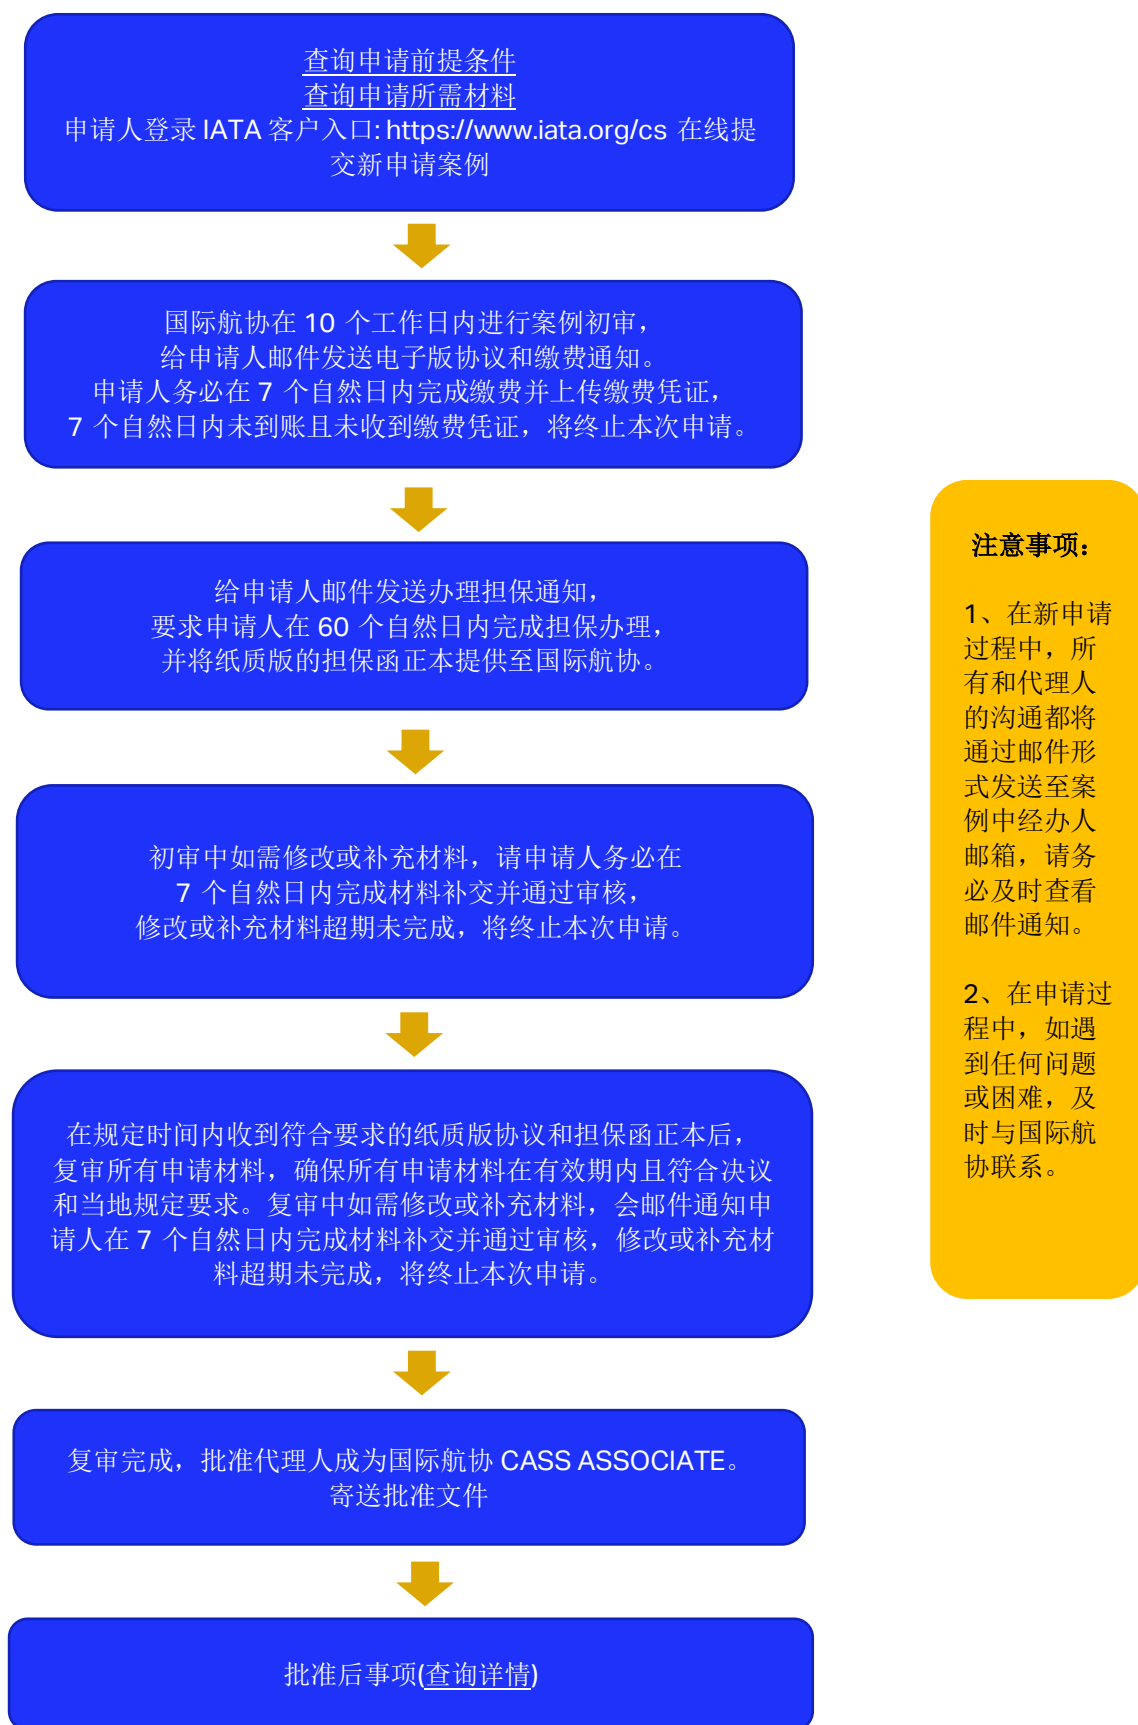 查询申请前提条件
查询申请所需材料
申请人登录 IATA 客户入口: https://www.iata.org/cs 在线提
交新申请案例
国际航协在 10 个工作日内进行案例初审，
给申请人邮件发送电子版协议和缴费通知。
申请人务必在 7 个自然日内完成缴费并上传缴费凭证，
7 个自然日内未到账且未收到缴费凭证，将终止本次申请。
给申请人邮件发送办理担保通知，
要求申请人在 60 个自然日内完成担保办理，
并将纸质版的担保函正本提供至国际航协。
初审中如需修改或补充材料，请申请人务必在
7 个自然日内完成材料补交并通过审核，
修改或补充材料超期未完成，将终止本次申请。
在规定时间内收到符合要求的纸质版协议和担保函正本后，
复审所有申请材料，确保所有申请材料在有效期内且符合决议
和当地规定要求。复审中如需修改或补充材料，会邮件通知申
请人在 7 个自然日内完成材料补交并通过审核，修改或补充材
料超期未完成，将终止本次申请。
复审完成，批准代理人成为国际航协 CASS ASSOCIATE。
寄送批准文件
批准后事项(查询详情)
注意事项：
1、在新申请
过程中，所
有和代理人
的沟通都将
通过邮件形
式发送至案
例中经办人
邮箱，请务
必及时查看
邮件通知。
2、在申请过
程中，如遇
到任何问题
或困难，及
时与国际航
协联系。